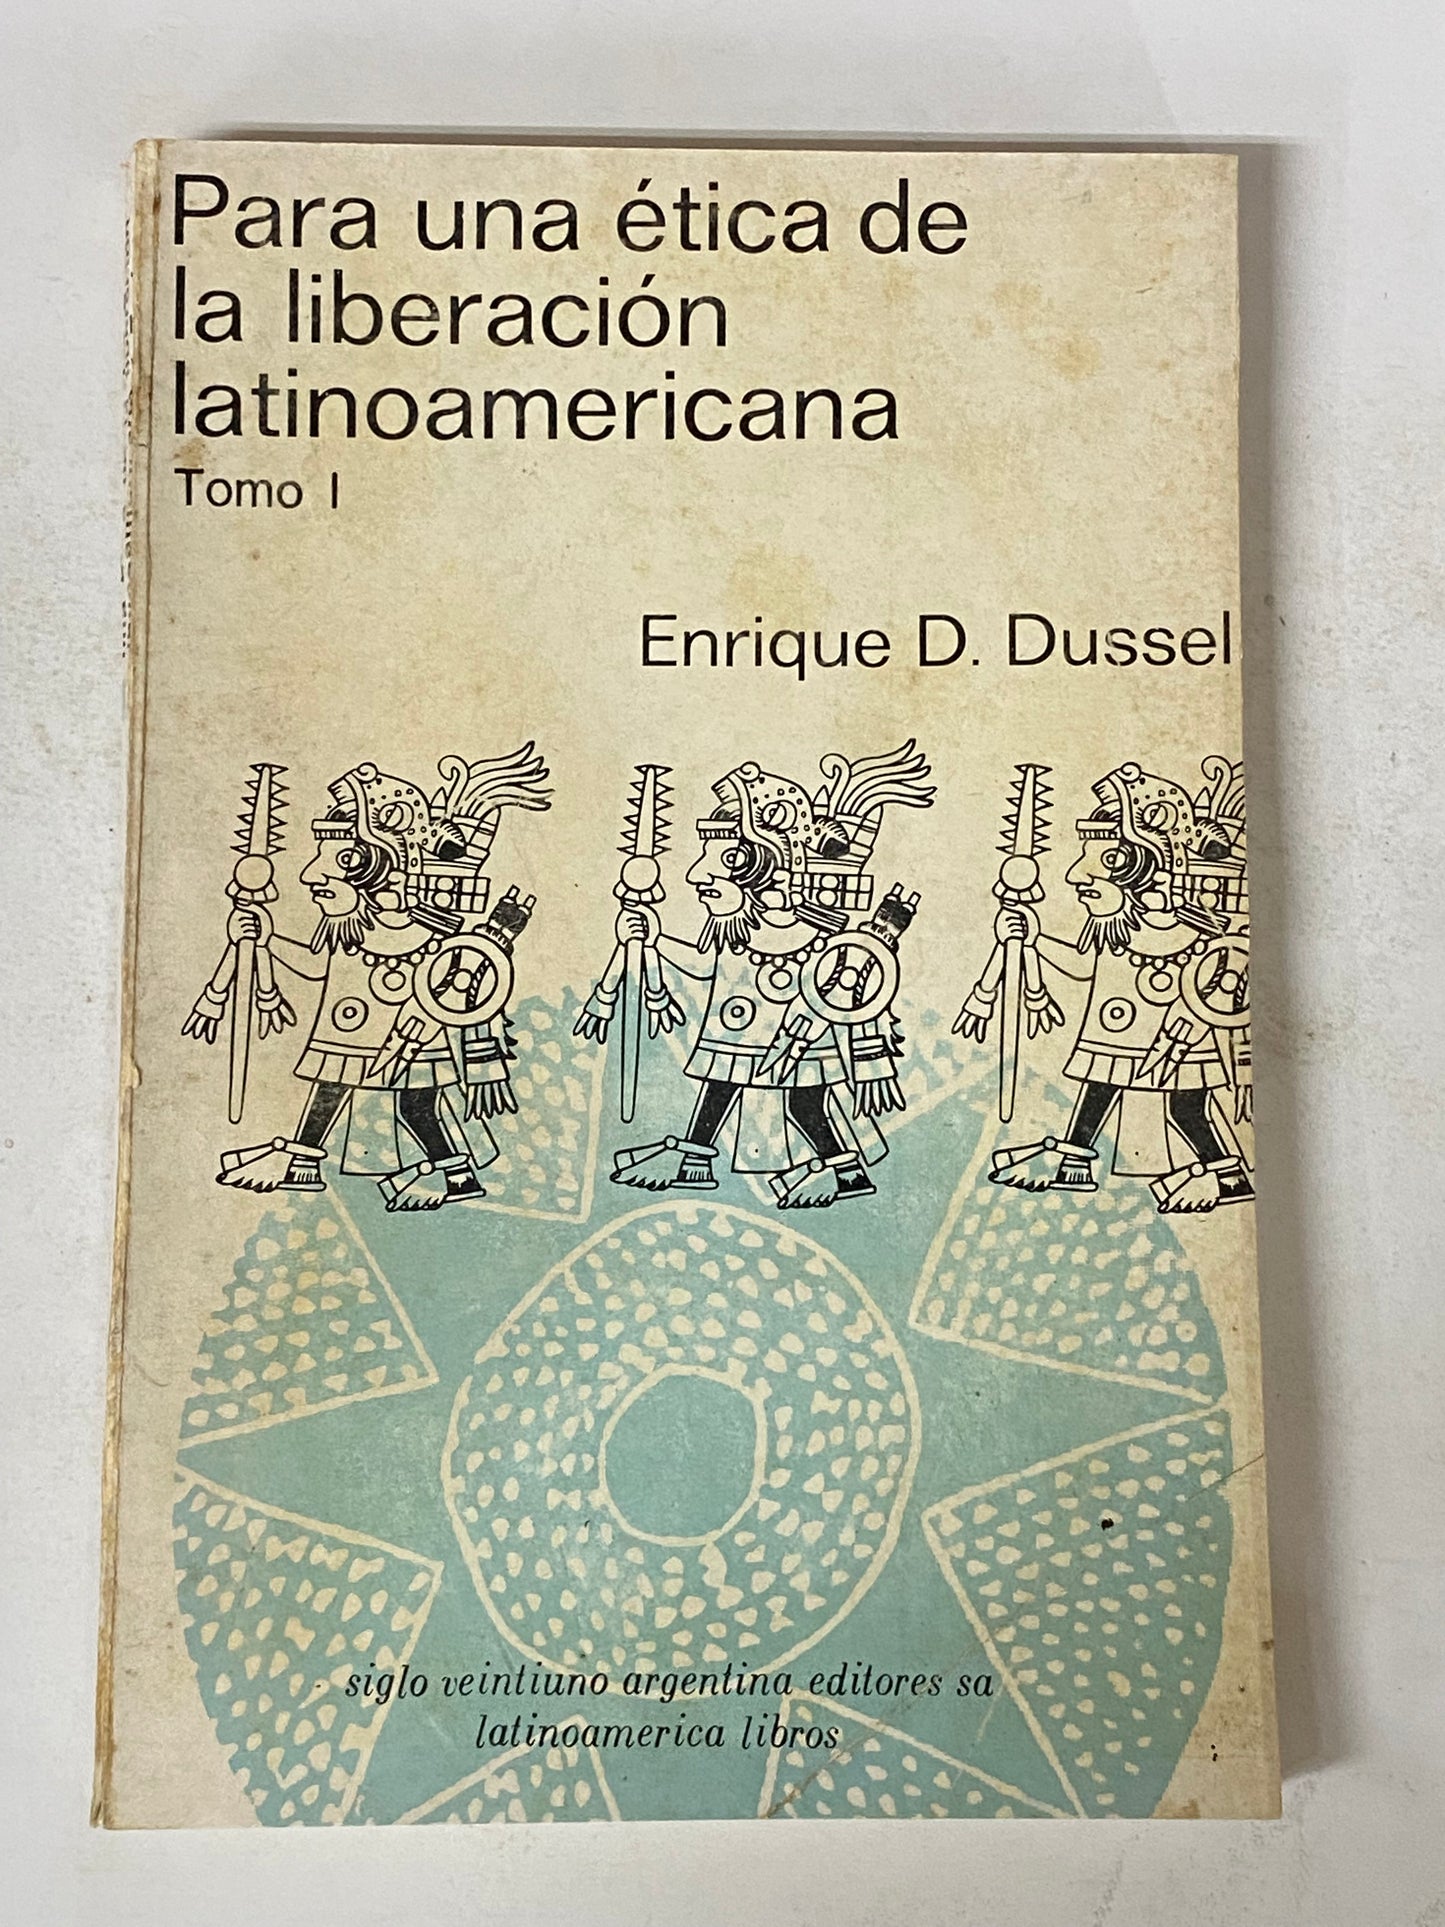 Para una ética de
la liberación
latinoamericana
Tomo I
Enrique D. Dussel
siglo veintiuno argentina editores sa
latinoamerica libros